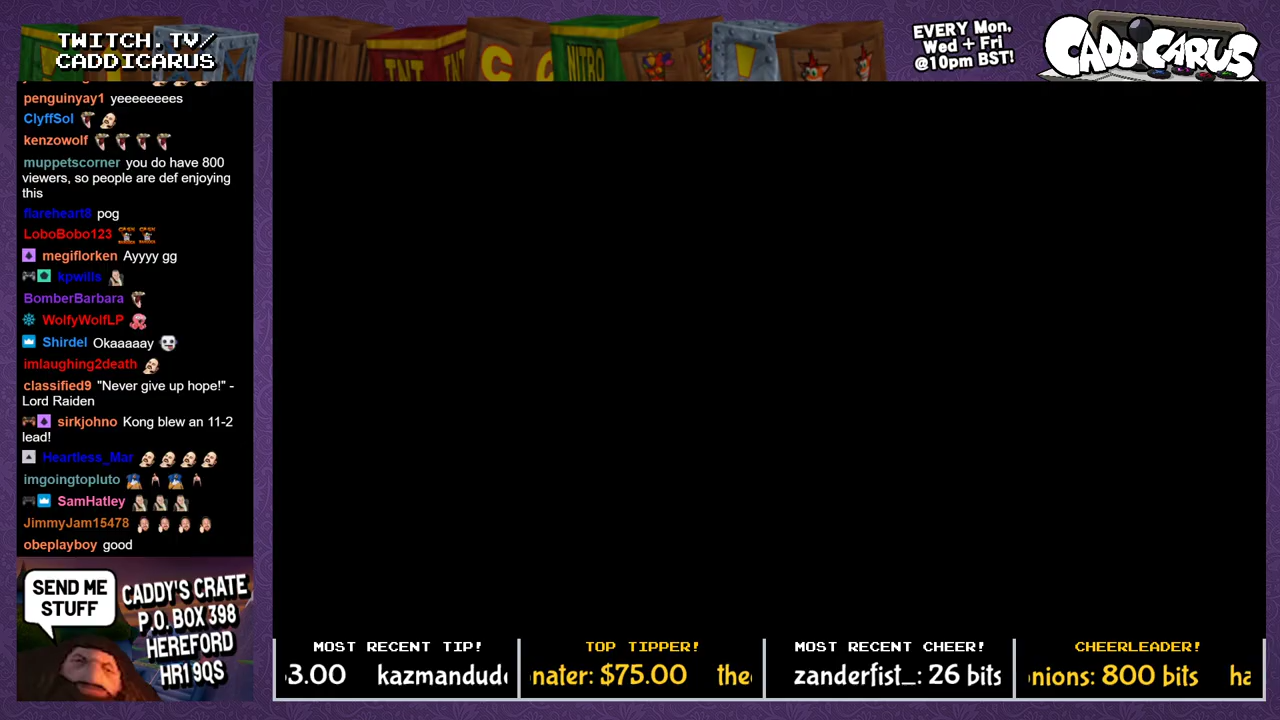 TWITCH.TV/
CADDICARUS
TNT
TNT
C
NITRO
!
EVERY Mon,
Wed + Fri
@10pm BST!
CADDICARUS
penguinyay1 yeeeeeeees
ClyffSol
kenzowolf
muppetscorner you do have 800
viewers, so people are def enjoying
this
flareheart8 pog
LoboBobo123
megiflorken Ayyyy gg
kpwills
BomberBarbara
WolfyWolfLP
Shirdel Okaaaaay
imlaughing2death
classified9 "Never give up hope!" -
Lord Raiden
sirkjohno Kong blew an 11-2
lead!
Heartless_Mar
imgoingtopluto
SamHatley
JimmyJam15478
obeplayboy good
SEND ME
STUFF
CADDY'S CRATE
P.O. BOX 398
HEREFORD
HR1 9QS
MOST RECENT TIP!
3.00 kazmandud
TOP TIPPER!
nater: $75.00 the
MOST RECENT CHEER!
zanderfist_: 26 bits
CHEERLEADER!
nions: 800 bits ha